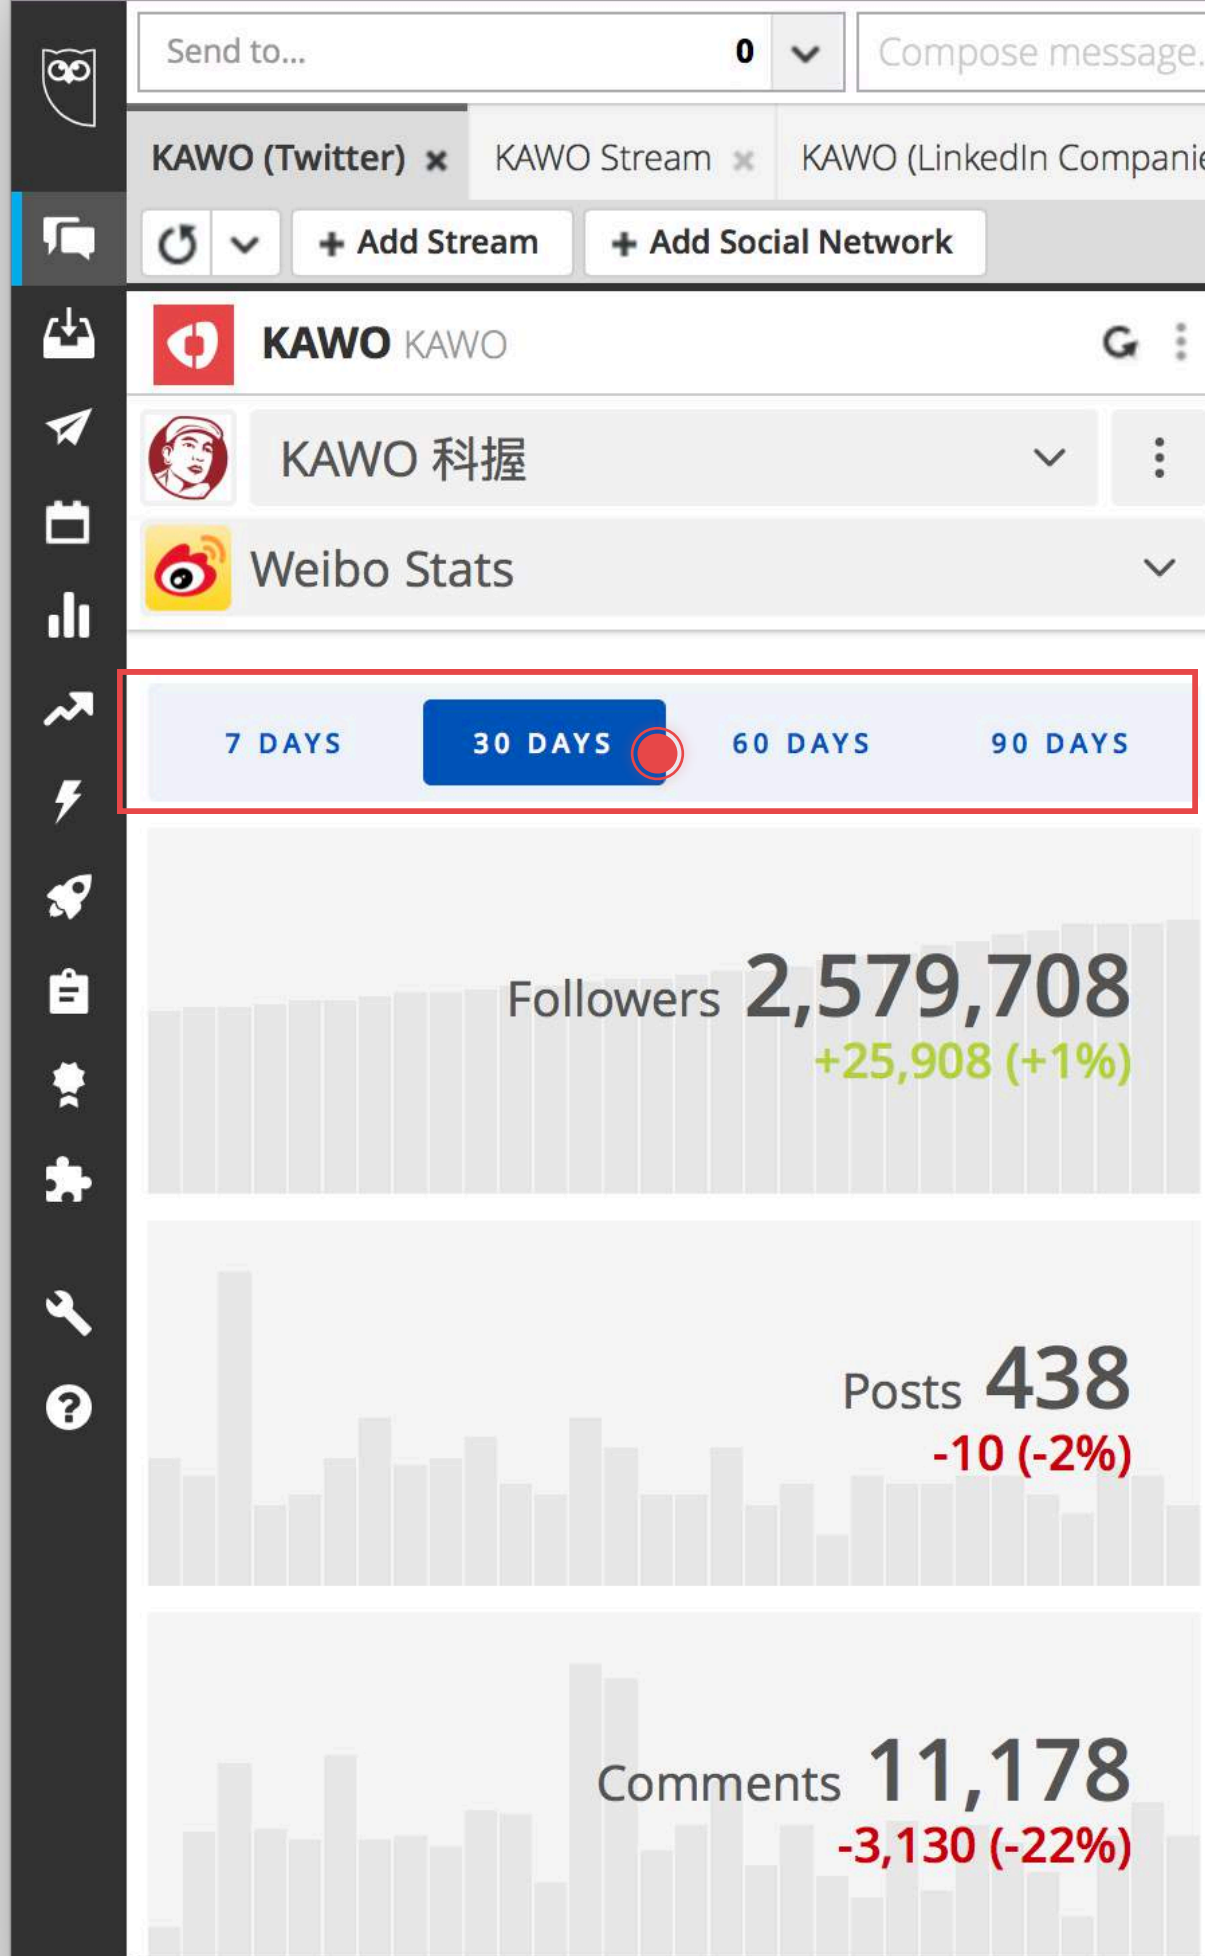 Send to... 0 Compose message.
KAWO (Twitter) KAWO Stream KAWO (LinkedIn Companie
+ Add Stream + Add Social Network
KAWO KAWO
KAWO 科握
Weibo Stats
7 DAYS 30 DAYS 60 DAYS 90 DAYS
Followers 2,579,708
+25,908 (+1%)
Posts 438
-10 (-2%)
Comments 11,178
-3,130 (-22%)